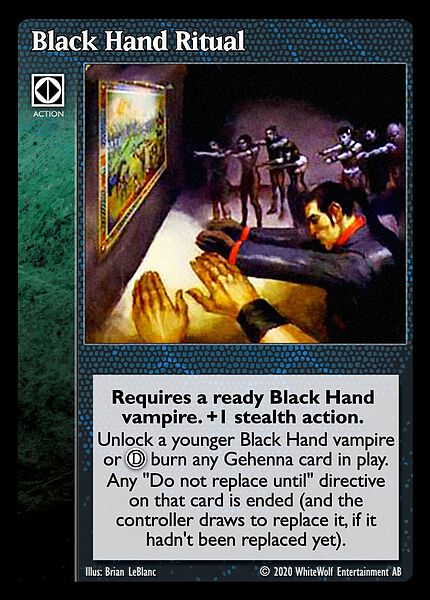 Black Hand Ritual
ACTION
Requires a ready Black Hand
vampire. +1 stealth action.
Unlock a younger Black Hand vampire
or Ⓓ burn any Gehenna card in play.
Any "Do not replace until" directive
on that card is ended (and the
controller draws to replace it, if it
hadn't been replaced yet).
Illus: Brian LeBlanc © 2020 WhiteWolf Entertainment AB